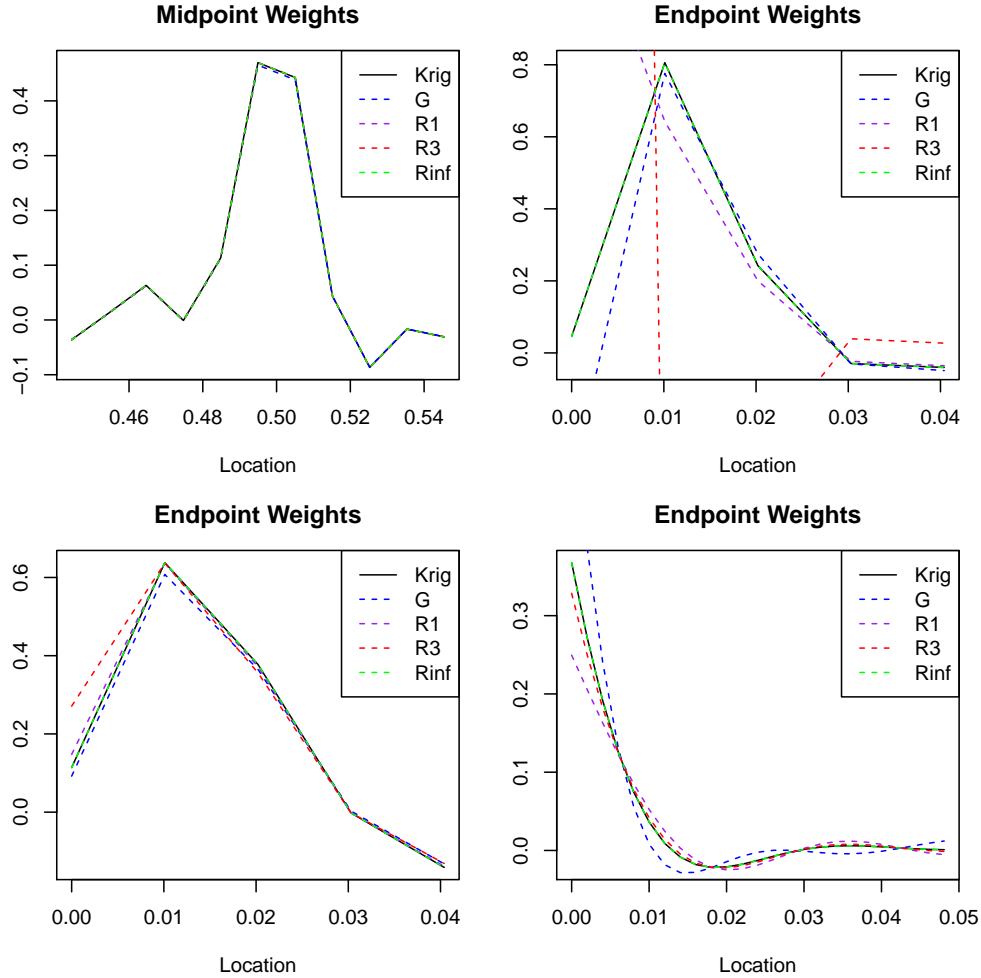 Midpoint Weights
0.4
0.3
0.2
0.1
0.0
−0.1
0.46
0.48
0.50
0.52
0.54
Location
Krig
G
R1
R3
Rinf
Endpoint Weights
0.8
0.6
0.4
0.2
0.0
0.00
0.01
0.02
0.03
0.04
Location
Krig
G
R1
R3
Rinf
Endpoint Weights
0.6
0.4
0.2
0.0
0.00
0.01
0.02
0.03
0.04
Location
Krig
G
R1
R3
Rinf
Endpoint Weights
0.3
0.2
0.1
0.0
0.00
0.01
0.02
0.03
0.04
0.05
Location
Krig
G
R1
R3
Rinf